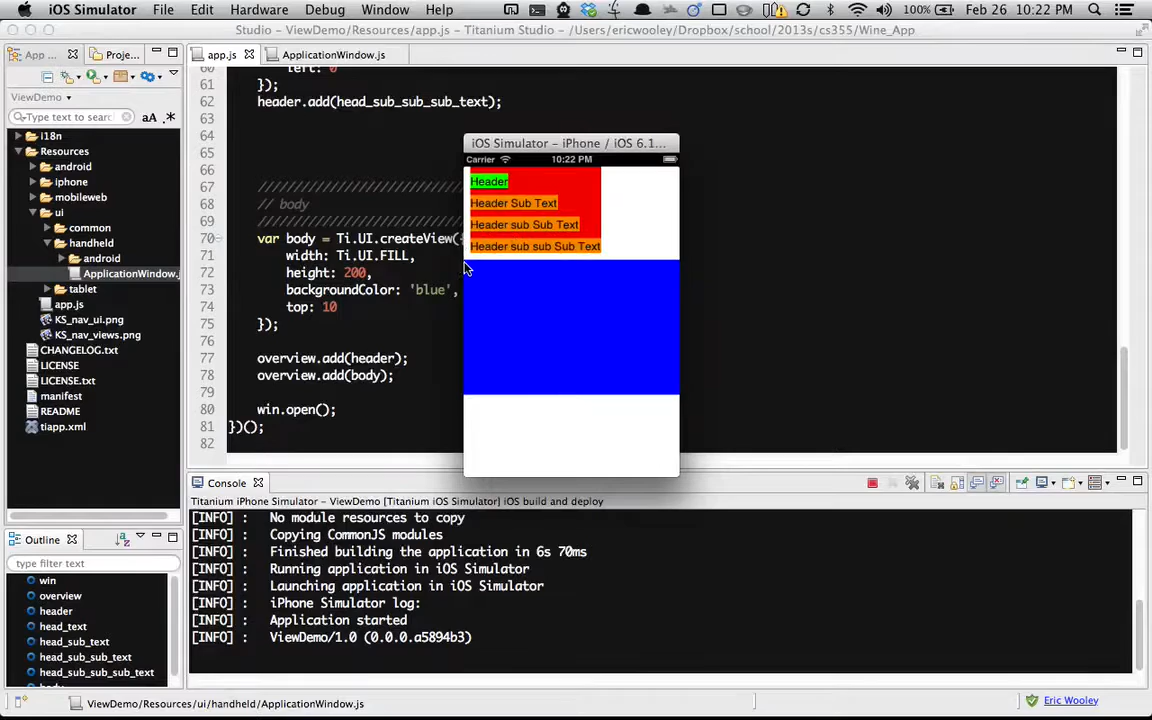 iOS Simulator File Edit Hardware Debug Window Help 100% Feb 26 10:22 PM
Studio – ViewDemo/Resources/app.js – Titanium Studio – /Users/ericwooley/Dropbox/school/2013s/cs355/Wine_App
App ...
Proje...
app.js
ApplicationWindow.js
ViewDemo
Type text to searc
aA .*
i18n
Resources
android
iphone
mobileweb
ui
common
handheld
android
ApplicationWindow.j
tablet
app.js
KS_nav_ui.png
KS_nav_views.png
CHANGELOG.txt
LICENSE
LICENSE.txt
manifest
README
tiapp.xml
60 left: 0
61 });
62 header.add(head_sub_sub_sub_text);
63
64
65
66
67 ////////////////////////
68 // body
69 ////////////////////////
70 var body = Ti.UI.createView(
71 width: Ti.UI.FILL,
72 height: 200,
73 backgroundColor: 'blue',
74 top: 10
75 });
76
77 overview.add(header);
78 overview.add(body);
79
80 win.open();
81 })();
82
iOS Simulator – iPhone / iOS 6.1...
Carrier 10:22 PM
Header
Header Sub Text
Header sub Sub Text
Header sub sub Sub Text
Console
Titanium iPhone Simulator – ViewDemo [Titanium iOS Simulator] iOS build and deploy
[INFO] : No module resources to copy
[INFO] : Copying CommonJS modules
[INFO] : Finished building the application in 6s 70ms
[INFO] : Running application in iOS Simulator
[INFO] : Launching application in iOS Simulator
[INFO] : iPhone Simulator log:
[INFO] : Application started
[INFO] : ViewDemo/1.0 (0.0.0.a5894b3)
Outline
type filter text
win
overview
header
head_text
head_sub_text
head_sub_sub_text
head_sub_sub_sub_text
ViewDemo/Resources/ui/handheld/ApplicationWindow.js
Eric Wooley